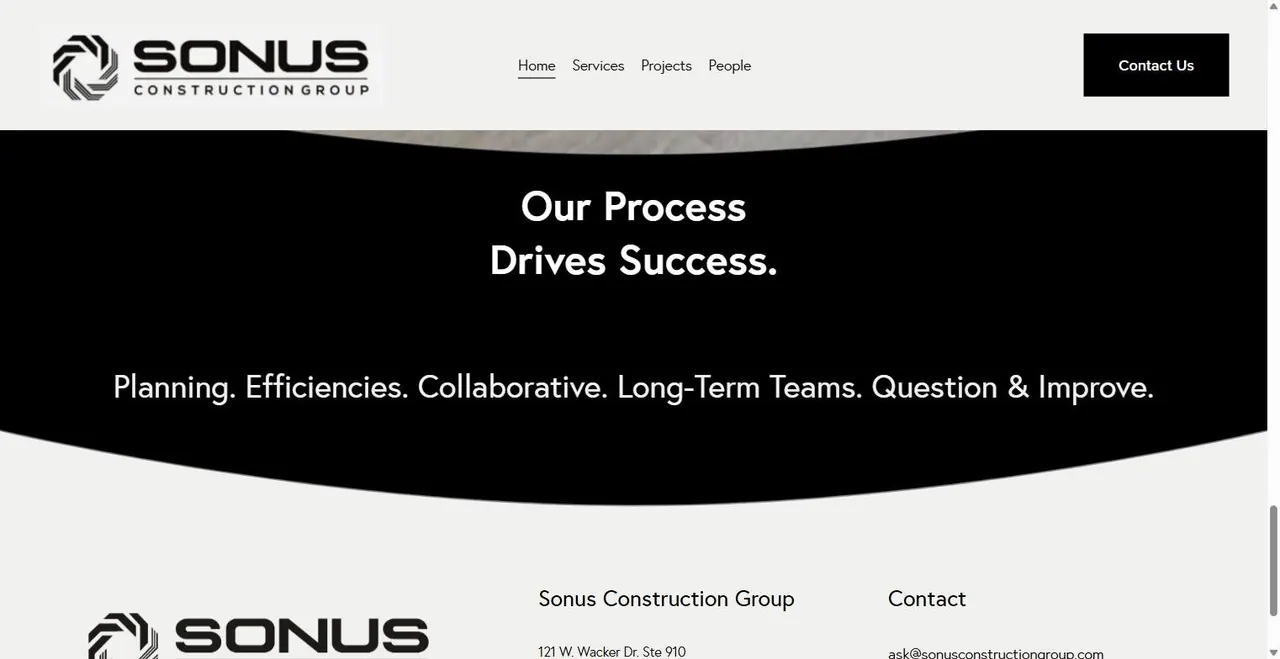 SONUS
CONSTRUCTION GROUP
Home Services Projects People
Contact Us
Our Process
Drives Success.
Planning. Efficiencies. Collaborative. Long-Term Teams. Question & Improve.
SONUS
Sonus Construction Group
121 W. Wacker Dr. Ste 910
Contact
ask@sonusconstructiongroup.com